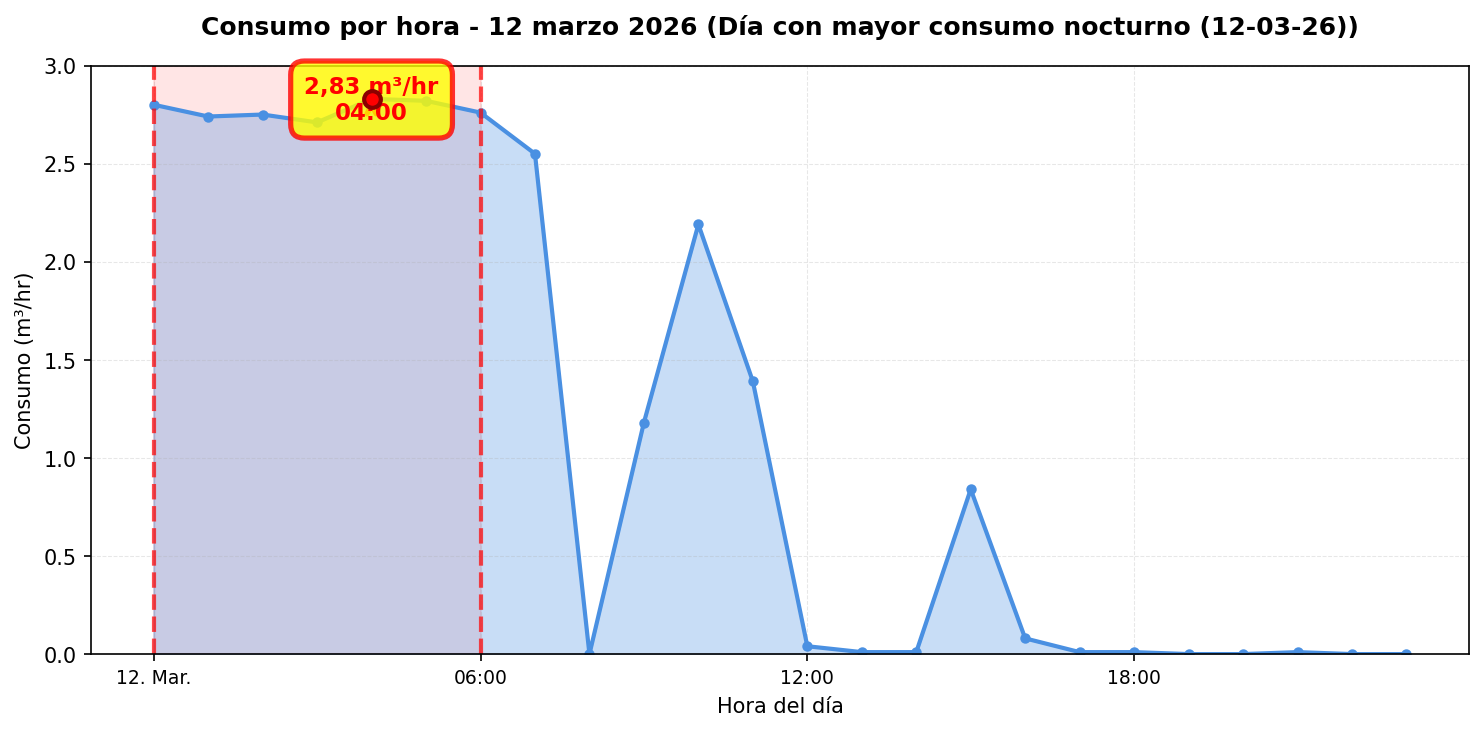 Consumo por hora - 12 marzo 2026 (Día con mayor consumo nocturno (12-03-26))
2,83 m³/hr
04:00
Consumo (m³/hr)
3.0
2.5
2.0
1.5
1.0
0.5
0.0
12. Mar.
06:00
12:00
18:00
Hora del día